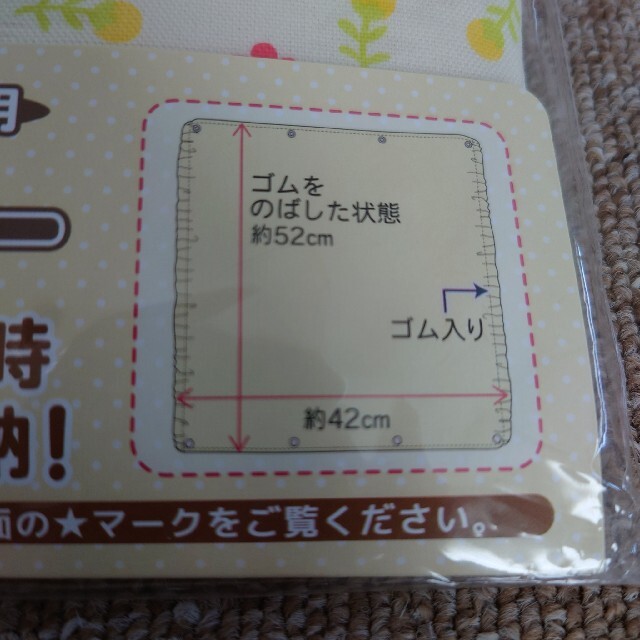 用
ゴムを
のばした状態
約52cm
ゴム入り
時
納!
約42cm
面の★マークをご覧ください。